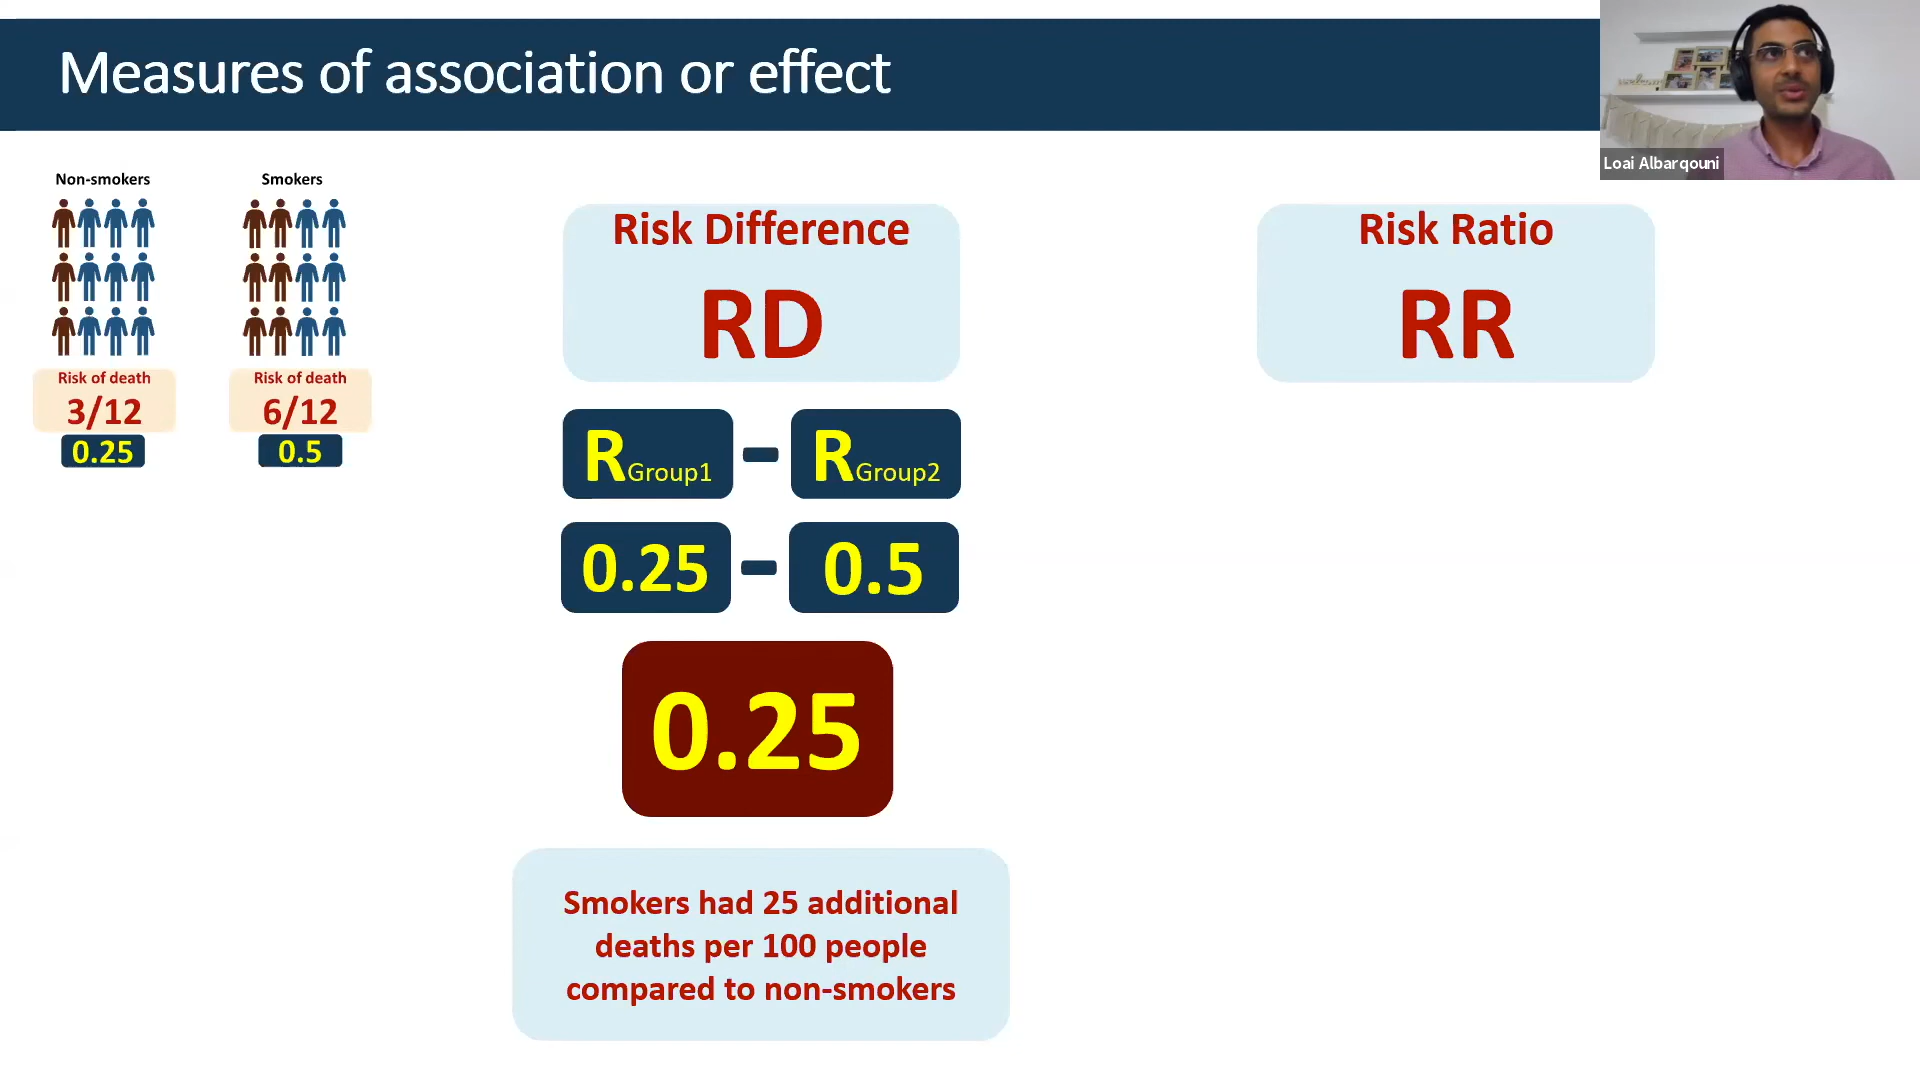 Measures of association or effect
Loai Albarqouni
Non-smokers
Smokers
Risk of death
3/12
0.25
Risk of death
6/12
0.5
Risk Difference
RD
RGroup1 - RGroup2
0.25 - 0.5
0.25
Smokers had 25 additional
deaths per 100 people
compared to non-smokers
Risk Ratio
RR